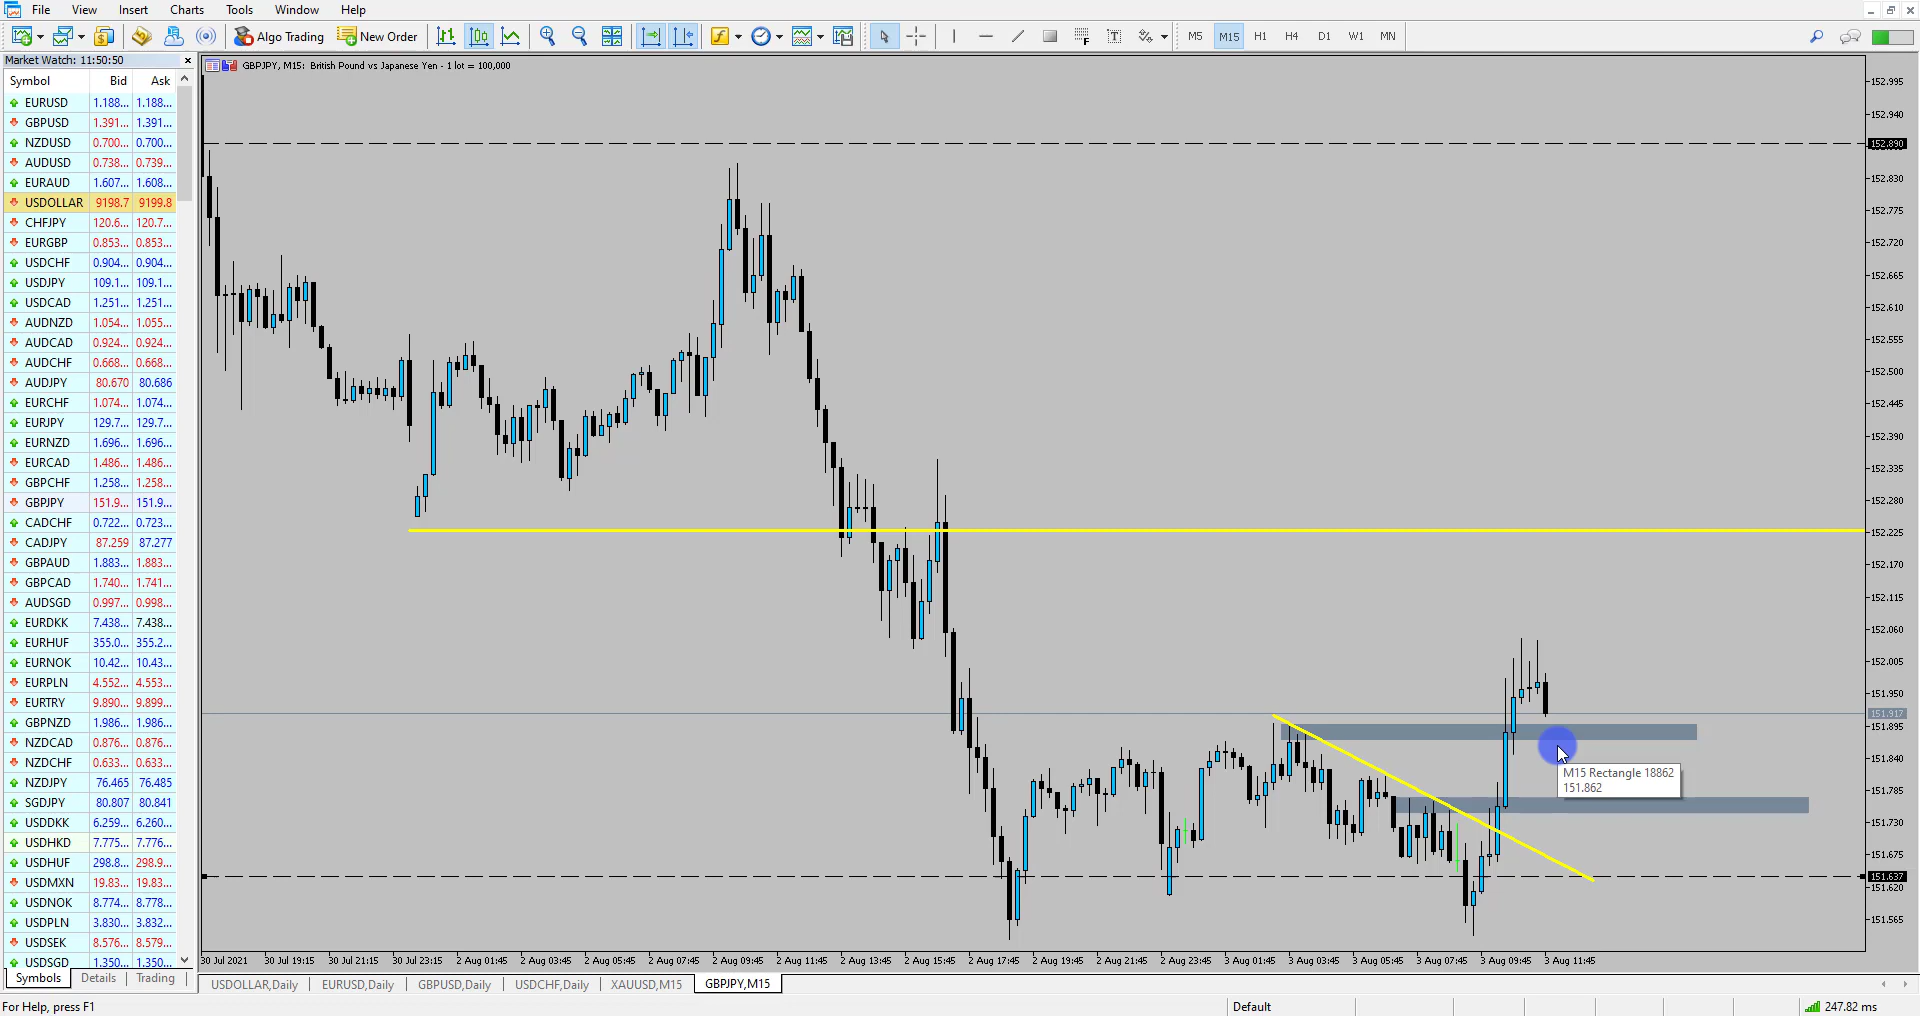 File View Insert Charts Tools Window Help
Algo Trading New Order M5 M15 H1 H4 D1 W1 MN
Market Watch: 11:50:50
Symbol Bid Ask
EURUSD 1.188... 1.188...
GBPUSD 1.391... 1.391...
NZDUSD 0.700... 0.700...
AUDUSD 0.738... 0.739...
EURAUD 1.607... 1.608...
USDOLLAR 9198.7 9199.8
CHFJPY 120.6... 120.7...
EURGBP 0.853... 0.853...
USDCHF 0.904... 0.904...
USDJPY 109.1... 109.1...
USDCAD 1.251... 1.251...
AUDNZD 1.054... 1.055...
AUDCAD 0.924... 0.924...
AUDCHF 0.668... 0.668...
AUDJPY 80.670 80.686
EURCHF 1.074... 1.074...
EURJPY 129.7... 129.7...
EURNZD 1.696... 1.696...
EURCAD 1.486... 1.486...
GBPCHF 1.258... 1.258...
GBPJPY 151.9... 151.9...
CADCHF 0.722... 0.723...
CADJPY 87.259 87.277
GBPAUD 1.883... 1.883...
GBPCAD 1.740... 1.741...
AUDSGD 0.997... 0.998...
EURDKK 7.438... 7.438...
EURHUF 355.0... 355.2...
EURNOK 10.42... 10.43...
EURPLN 4.552... 4.553...
EURTRY 9.890... 9.899...
GBPNZD 1.986... 1.986...
NZDCAD 0.876... 0.876...
NZDCHF 0.633... 0.633...
NZDJPY 76.465 76.485
SGDJPY 80.807 80.841
USDDKK 6.259... 6.260...
USDHKD 7.775... 7.776...
USDHUF 298.8... 298.9...
USDMXN 19.83... 19.83...
USDNOK 8.774... 8.778...
USDPLN 3.830... 3.832...
USDSEK 8.576... 8.579...
USDSGD 1.350... 1.350...
Symbols Details Trading
GBPJPY, M15: British Pound vs Japanese Yen - 1 lot = 100,000
152.995
152.940
152.890
152.830
152.775
152.720
152.665
152.610
152.555
152.500
152.445
152.390
152.335
152.280
152.225
152.170
152.115
152.060
152.005
151.950
151.917
151.895
151.840
151.785
151.730
151.675
151.637
151.620
151.565
M15 Rectangle 18862
151.862
30 Jul 2021 30 Jul 19:15 30 Jul 21:15 30 Jul 23:15 2 Aug 01:45 2 Aug 03:45 2 Aug 05:45 2 Aug 07:45 2 Aug 09:45 2 Aug 11:45 2 Aug 13:45 2 Aug 15:45 2 Aug 17:45 2 Aug 19:45 2 Aug 21:45 2 Aug 23:45 3 Aug 01:45 3 Aug 03:45 3 Aug 05:45 3 Aug 07:45 3 Aug 09:45 3 Aug 11:45
USDOLLAR,Daily EURUSD,Daily GBPUSD,Daily USDCHF,Daily XAUUSD,M15 GBPJPY,M15
For Help, press F1 Default 247.82 ms